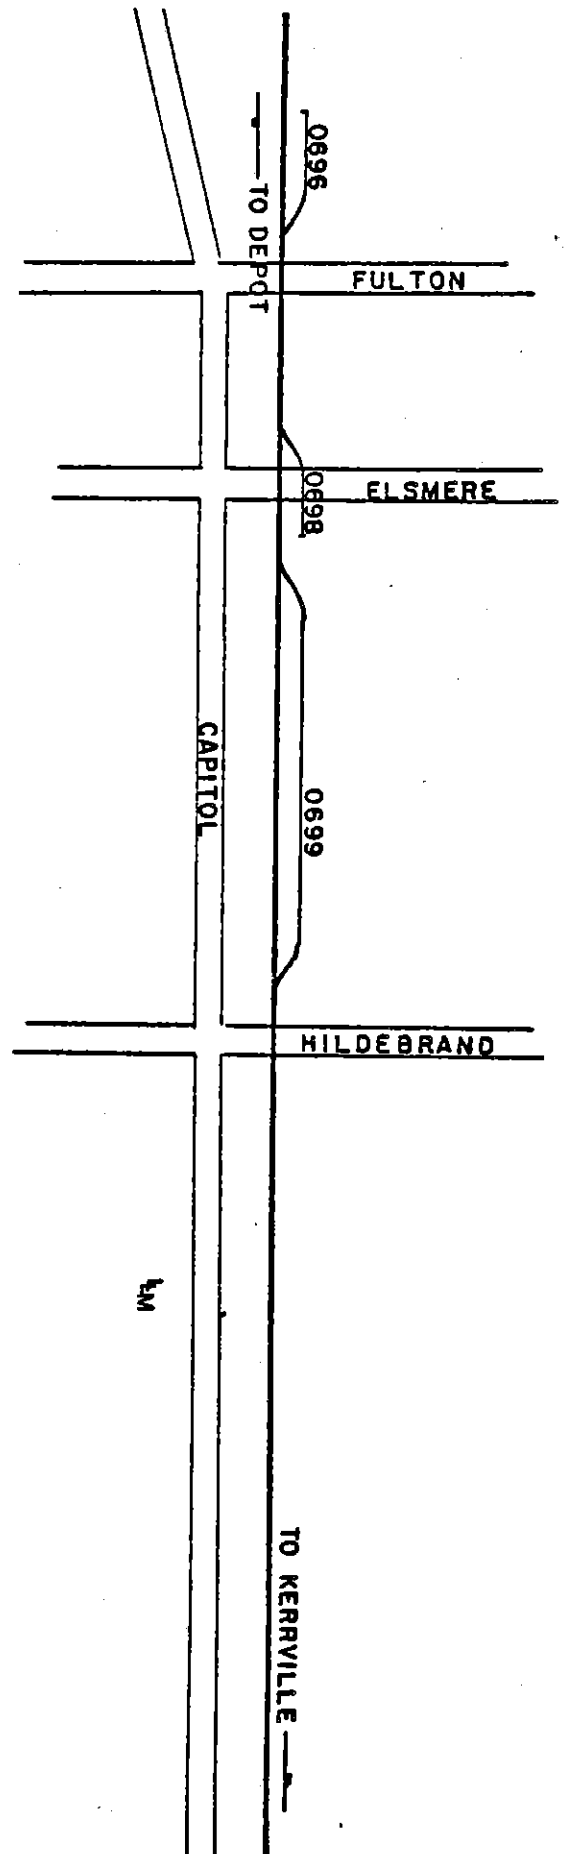 0696
TO DEPOT
FULTON
0698
ELSMERE
CAPITOL
0699
HILDEBRAND
TO KERRVILLE